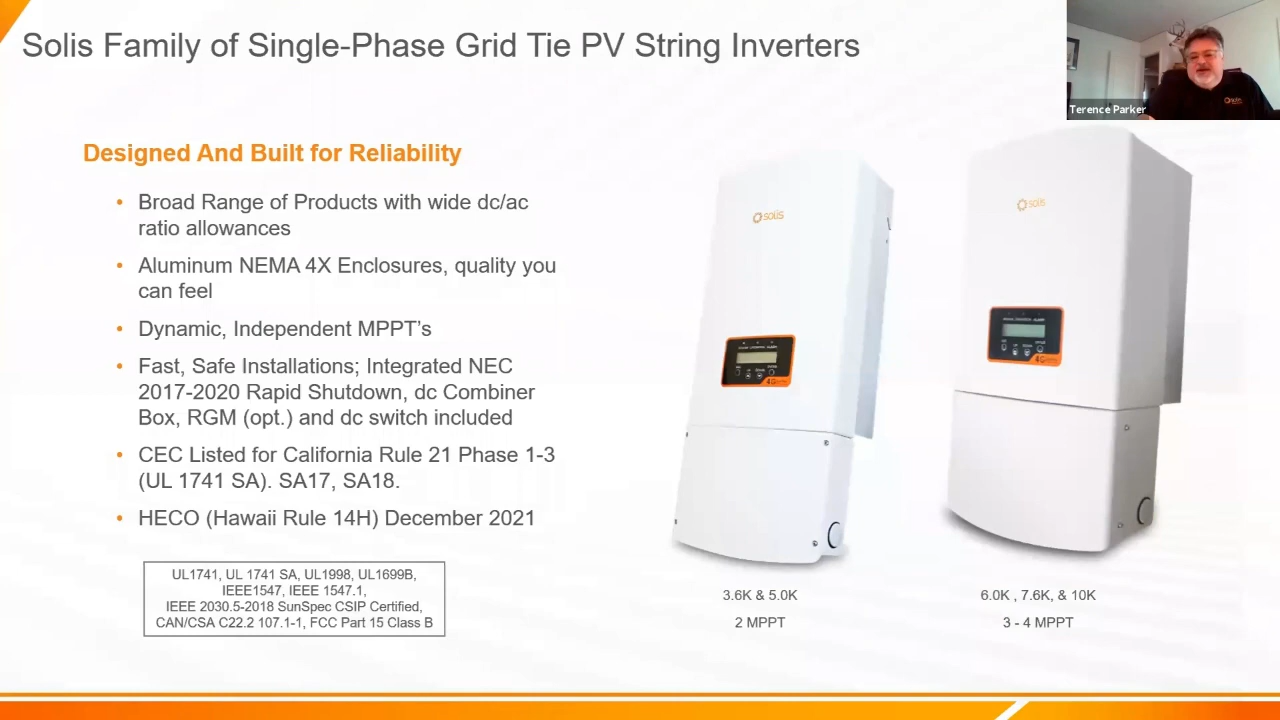 Solis Family of Single-Phase Grid Tie PV String Inverters
Terence Parker
Designed And Built for Reliability
• Broad Range of Products with wide dc/ac
ratio allowances
• Aluminum NEMA 4X Enclosures, quality you
can feel
• Dynamic, Independent MPPT’s
• Fast, Safe Installations; Integrated NEC
2017-2020 Rapid Shutdown, dc Combiner
Box, RGM (opt.) and dc switch included
• CEC Listed for California Rule 21 Phase 1-3
(UL 1741 SA). SA17, SA18.
• HECO (Hawaii Rule 14H) December 2021
UL1741, UL 1741 SA, UL1998, UL1699B,
IEEE1547, IEEE 1547.1,
IEEE 2030.5-2018 SunSpec CSIP Certified,
CAN/CSA C22.2 107.1-1, FCC Part 15 Class B
solis
4G
3.6K & 5.0K
2 MPPT
solis
4G
6.0K , 7.6K, & 10K
3 - 4 MPPT